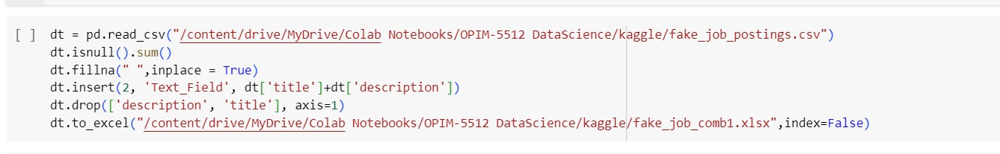 [ ] dt = pd.read_csv("/content/drive/MyDrive/Colab Notebooks/OPIM-5512 DataScience/kaggle/fake_job_postings.csv")
dt.isnull().sum()
dt.fillna(" ",inplace = True)
dt.insert(2, 'Text_Field', dt['title']+dt['description'])
dt.drop(['description', 'title'], axis=1)
dt.to_excel("/content/drive/MyDrive/Colab Notebooks/OPIM-5512 DataScience/kaggle/fake_job_comb1.xlsx",index=False)